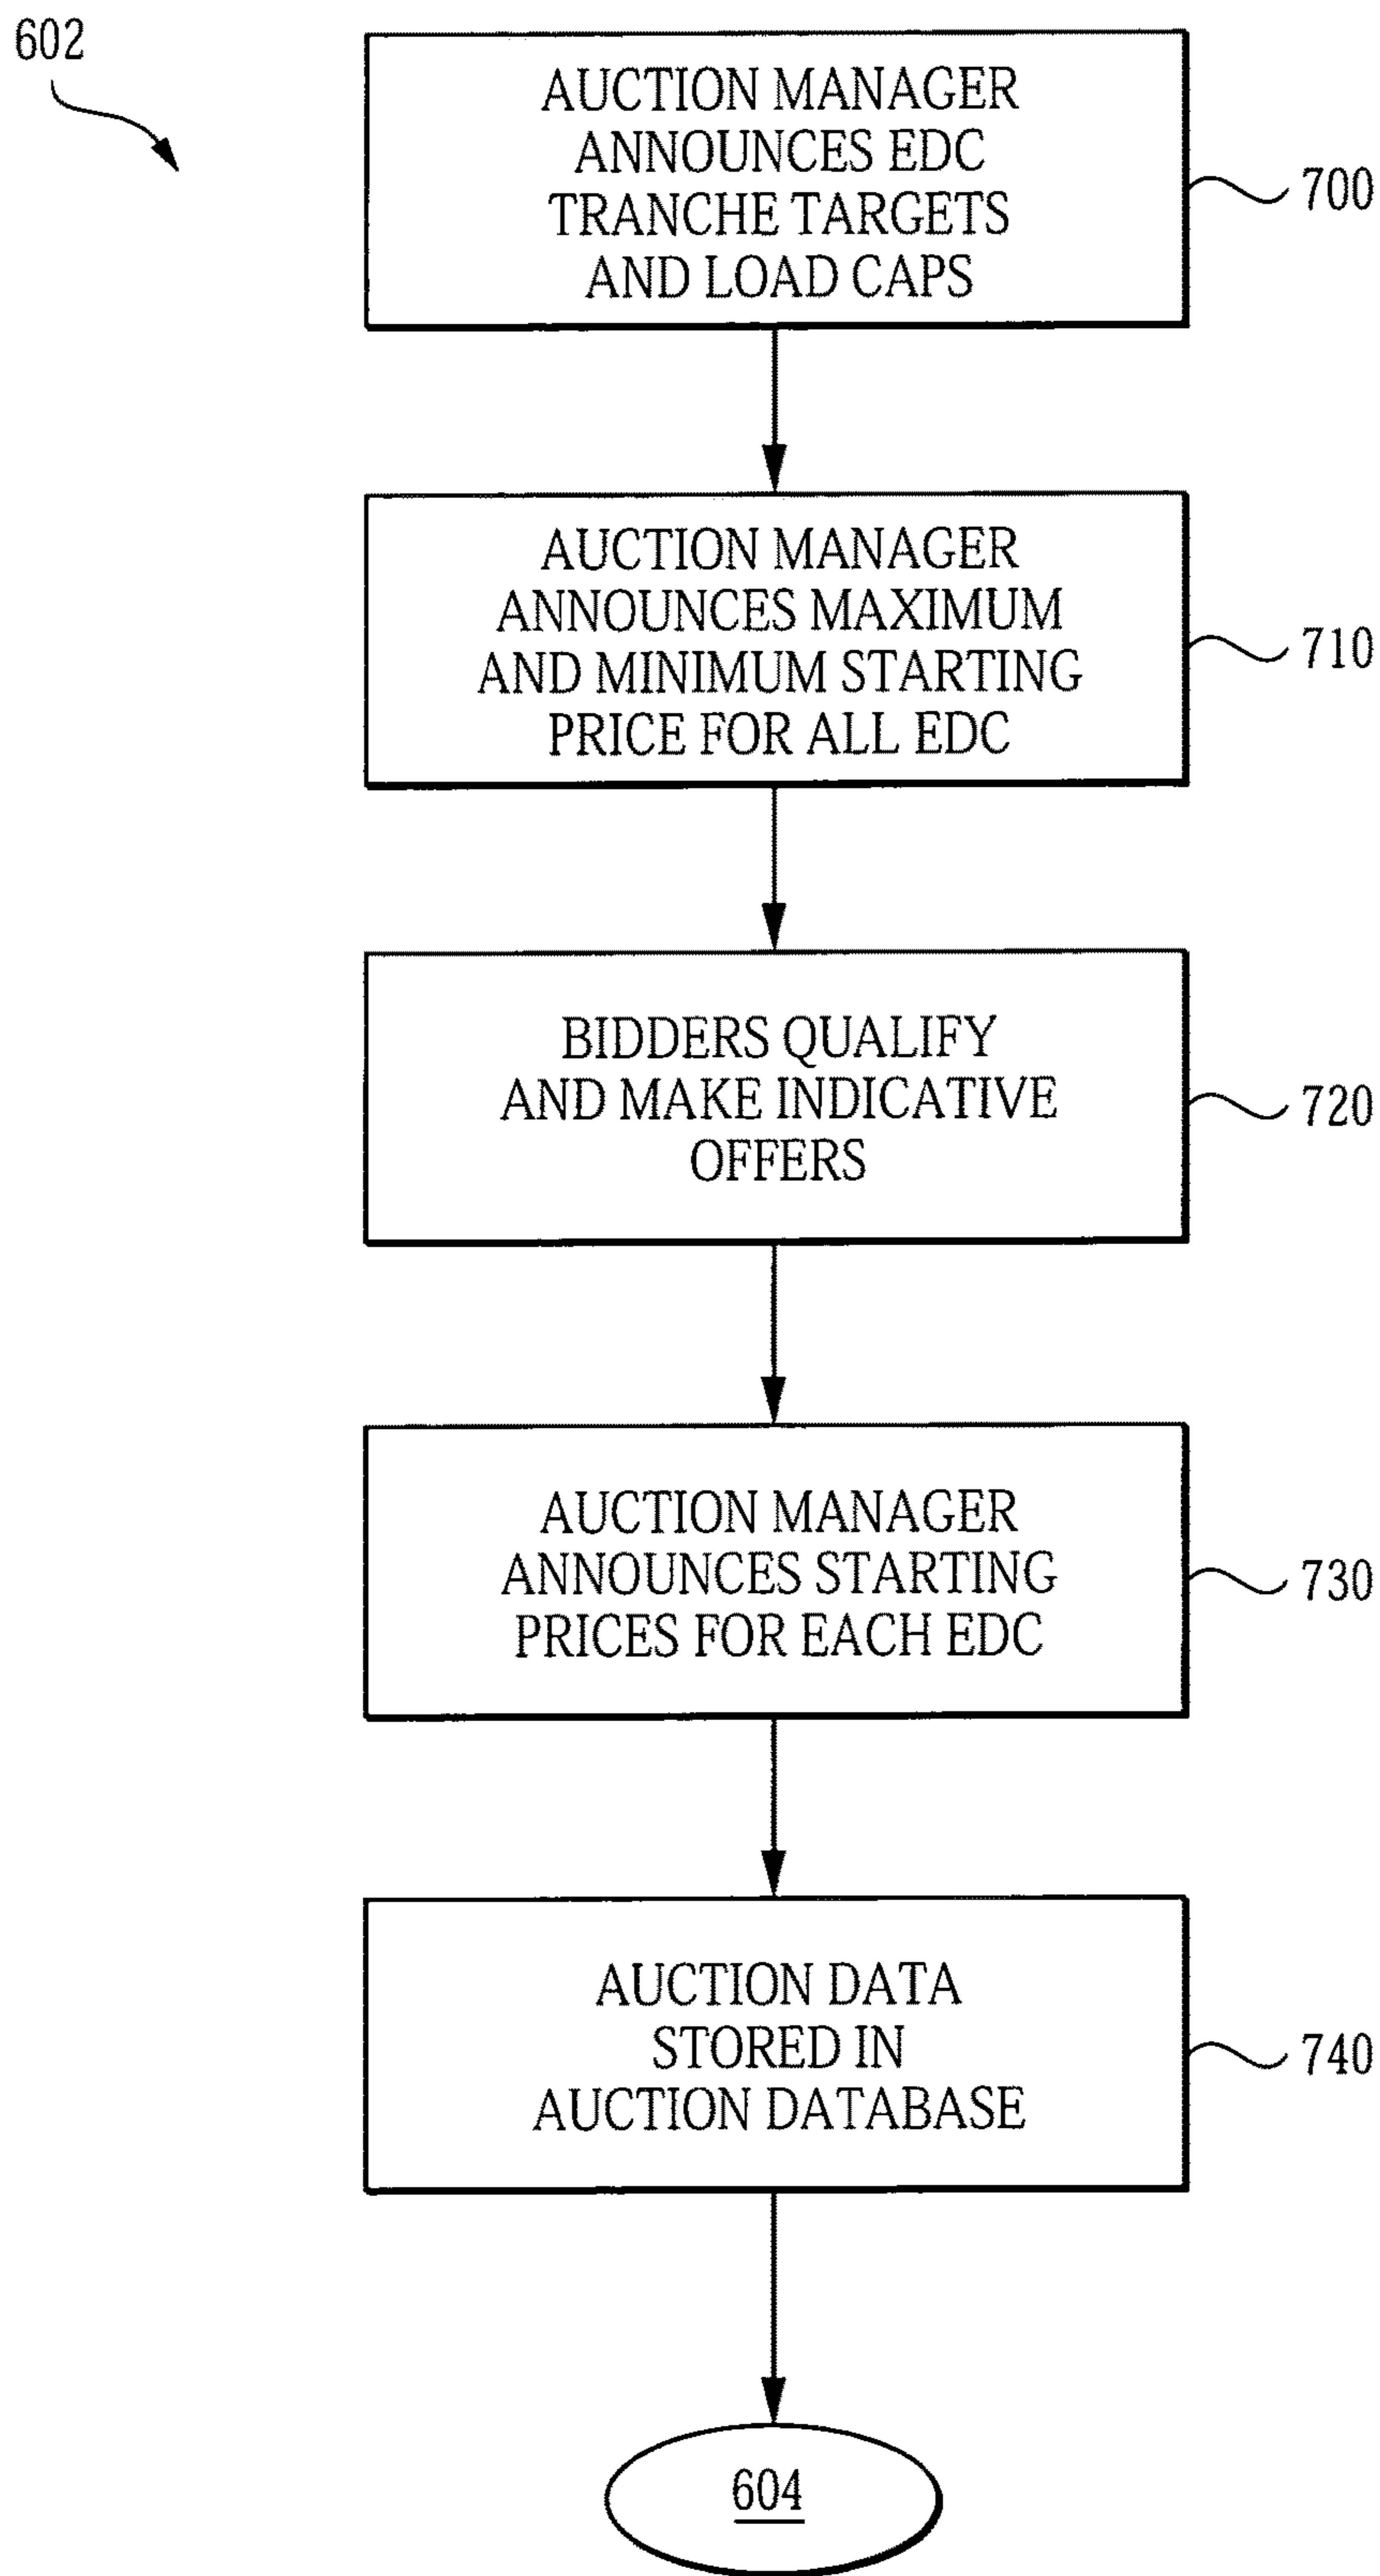 602
AUCTION MANAGER
ANNOUNCES EDC
TRANCHE TARGETS
AND LOAD CAPS
700
AUCTION MANAGER
ANNOUNCES MAXIMUM
AND MINIMUM STARTING
PRICE FOR ALL EDC
710
BIDDERS QUALIFY
AND MAKE INDICATIVE
OFFERS
720
AUCTION MANAGER
ANNOUNCES STARTING
PRICES FOR EACH EDC
730
AUCTION DATA
STORED IN
AUCTION DATABASE
740
604